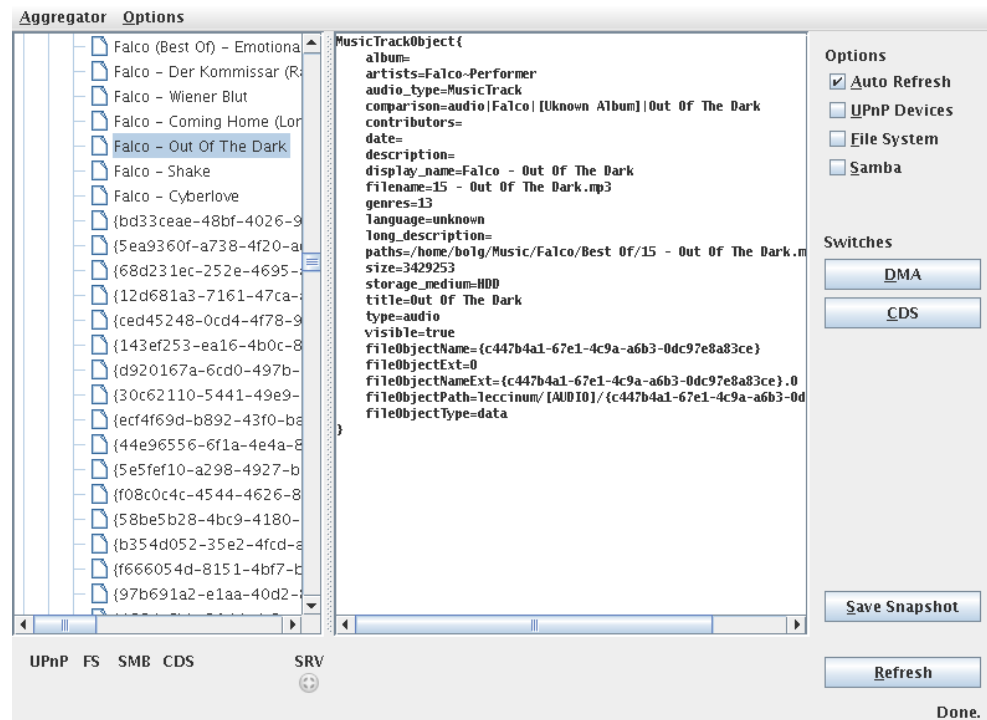 Aggregator Options
Falco (Best Of) – Emotiona
Falco – Der Kommissar (R
Falco – Wiener Blut
Falco – Coming Home (Lor
Falco – Out Of The Dark
Falco – Shake
Falco – Cyberlove
{bd33ceae-48bf-4026-9
{5ea9360f-a738-4f20-a
{68d231ec-252e-4695-
{12d681a3-7161-47ca-
{ced45248-0cd4-4f78-9
{143ef253-ea16-4b0c-8
{d920167a-6cd0-497b-
{30c62110-5441-49e9-
{ecf4f69d-b892-43f0-ba
{44e96556-6f1a-4e4a-8
{5e5fef10-a298-4927-b
{f08c0c4c-4544-4626-8
{58be5b28-4bc9-4180-
{b354d052-35e2-4fcd-a
{f666054d-8151-4bf7-b
{97b691a2-e1aa-40d2-
MusicTrackObject{
album=
artists=Falco~Performer
audio_type=MusicTrack
comparison=audio|Falco|[Uknown Album]|Out Of The Dark
contributors=
date=
description=
display_name=Falco - Out Of The Dark
filename=15 - Out Of The Dark.mp3
genres=13
language=unknown
long_description=
paths=/home/bolg/Music/Falco/Best Of/15 - Out Of The Dark.m
size=3429253
storage_medium=HDD
title=Out Of The Dark
type=audio
visible=true
fileObjectName={c447b4a1-67e1-4c9a-a6b3-0dc97e8a83ce}
fileObjectExt=0
fileObjectNameExt={c447b4a1-67e1-4c9a-a6b3-0dc97e8a83ce}.0
fileObjectPath=leccinum/[AUDIO]/{c447b4a1-67e1-4c9a-a6b3-0d
fileObjectType=data
}
Options
Auto Refresh
UPnP Devices
File System
Samba
Switches
DMA
CDS
Save Snapshot
Refresh
UPnP FS SMB CDS SRV
Done.